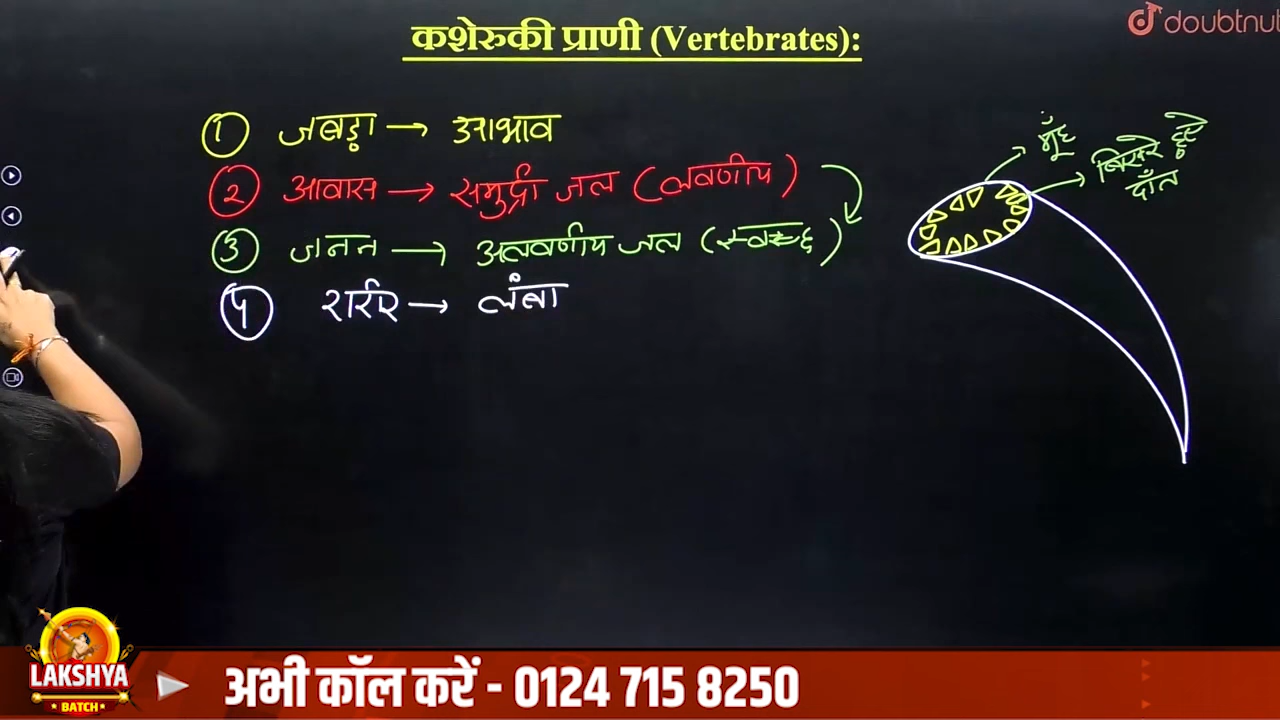 doubtnut
कशेरुकी प्राणी (Vertebrates):
① जबड़ा → अभाव
② आवास → समुद्री जल (लवणीय)
③ जनन → अलवणीय जल (स्वच्छ)
④ शरीर → लंबा
मुँह
बिखरे हुए
दाँत
LAKSHYA
BATCH
अभी कॉल करें - 0124 715 8250